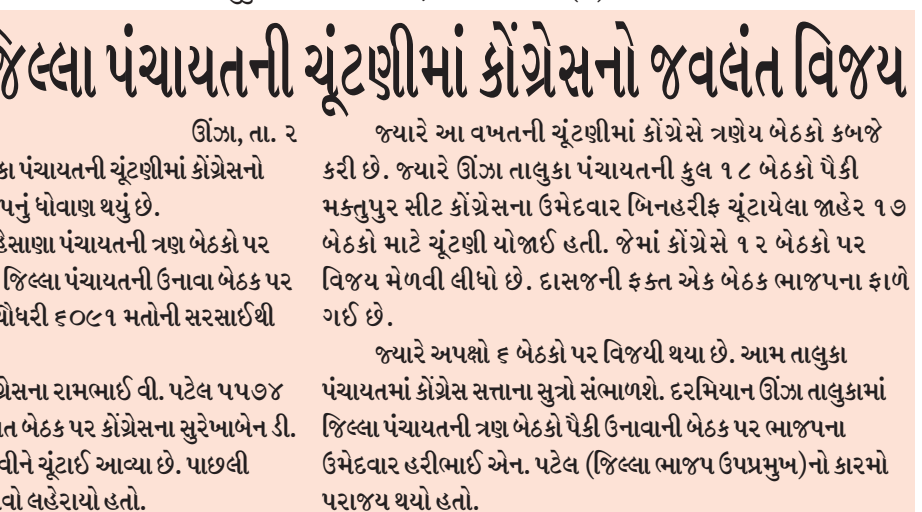 જિલ્લા પંચાયતની ચૂંટણીમાં કોંગ્રેસનો જવલંત વિજય
ઊંઝા, તા. ૨
પંચાયતની ચૂંટણીમાં કોંગ્રેસનો
ધોવાણ થયું છે.
પંચાયતની ત્રણ બેઠકો પર
જિલ્લા પંચાયતની ઉનાવા બેઠક પર
૬૦૯૧ મતોની સરસાઈથી
રામભાઈ વી. પટેલ ૫૫૭૪
બેઠક પર કોંગ્રેસના સુરેખાબેન ડી.
ચૂંટાઈ આવ્યા છે. પાછલી
લહેરાયો હતો.
જ્યારે આ વખતની ચૂંટણીમાં કોંગ્રેસે ત્રણેય બેઠકો કબજે
કરી છે. જ્યારે ઊંઝા તાલુકા પંચાયતની કુલ ૧૮ બેઠકો પૈકી
મક્તુપુર સીટ કોંગ્રેસના ઉમેદવાર બિનહરીફ ચૂંટાયેલા જાહેર ૧૭
બેઠકો માટે ચૂંટણી યોજાઈ હતી. જેમાં કોંગ્રેસે ૧૨ બેઠકો પર
વિજય મેળવી લીધો છે. દાસજની ફક્ત એક બેઠક ભાજપના ફાળે
ગઈ છે.
જ્યારે અપક્ષો ૬ બેઠકો પર વિજયી થયા છે. આમ તાલુકા
પંચાયતમાં કોંગ્રેસ સત્તાના સુત્રો સંભાળશે. દરમિયાન ઊંઝા તાલુકામાં
જિલ્લા પંચાયતની ત્રણ બેઠકો પૈકી ઉનાવાની બેઠક પર ભાજપના
ઉમેદવાર હરીભાઈ એન. પટેલ (જિલ્લા ભાજપ ઉપપ્રમુખ)નો કારમો
પરાજય થયો હતો.